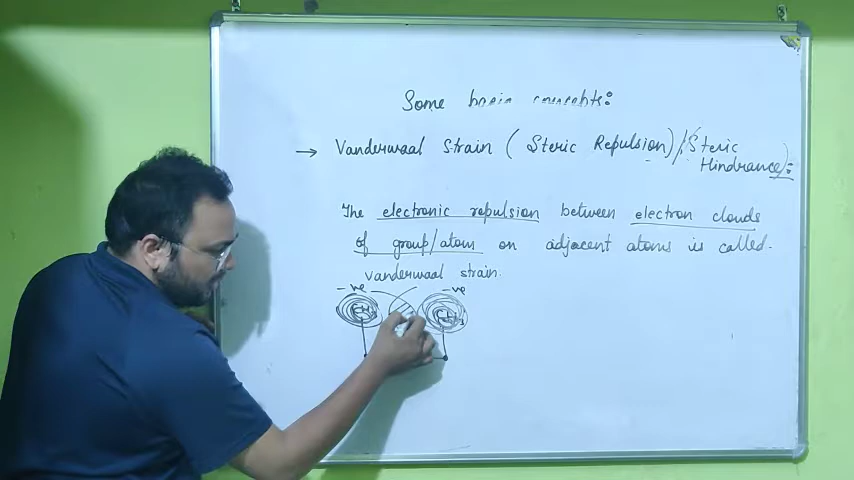 Some concepts:
→ Vanderwaal Strain ( Steric Repulsion) / (Steric
Hindrance):
The electronic repulsion between electron clouds
of group/atom on adjacent atoms is called
vanderwaal strain.
-ve -ve